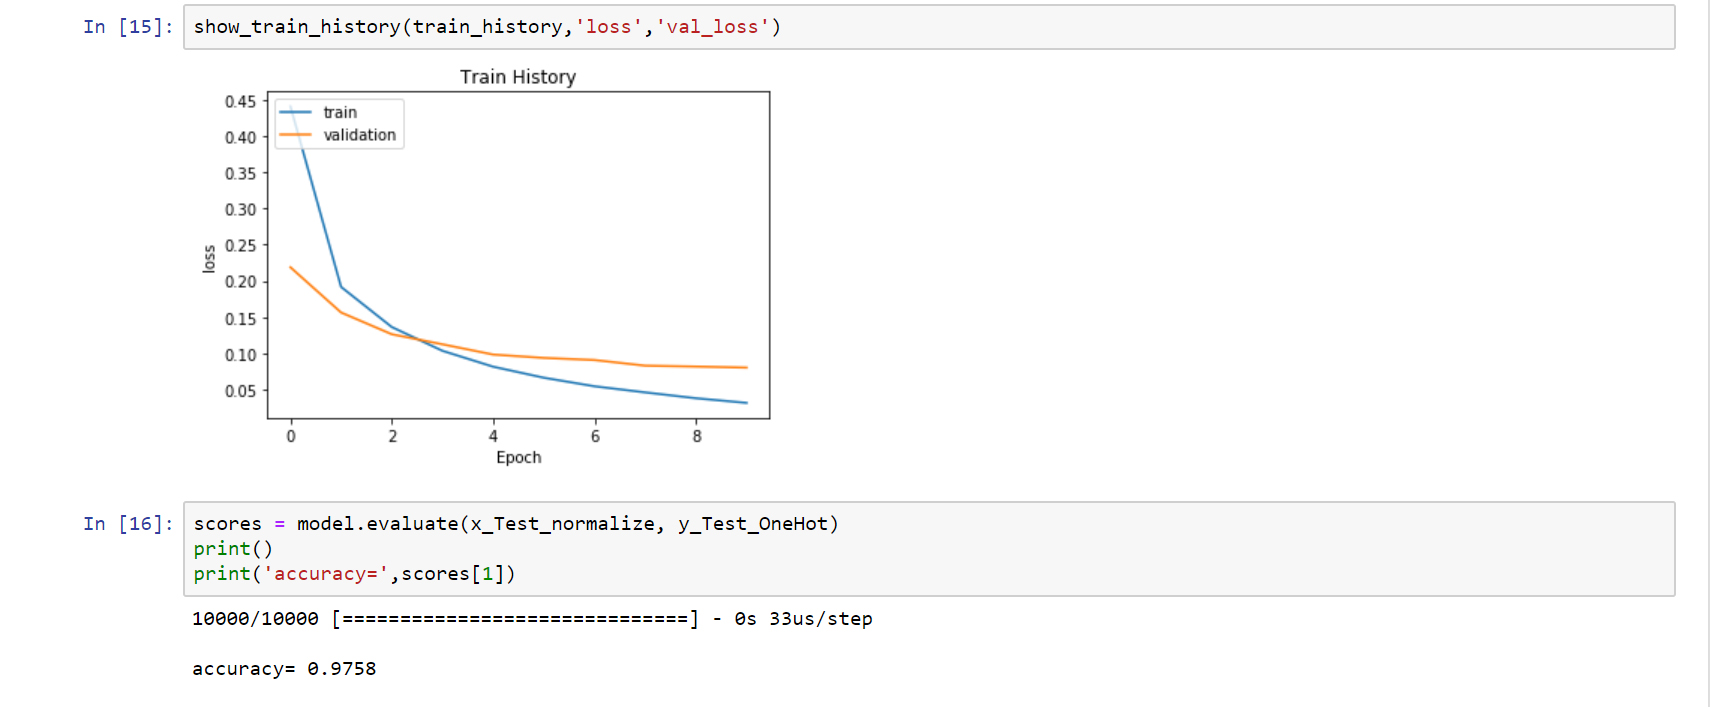 In [15]: show_train_history(train_history,'loss','val_loss')
Train History
train
validation
0.45
0.40
0.35
0.30
0.25
0.20
0.15
0.10
0.05
loss
0 2 4 6 8
Epoch
In [16]: scores = model.evaluate(x_Test_normalize, y_Test_OneHot)
print()
print('accuracy=',scores[1])
10000/10000 [==============================] - 0s 33us/step
accuracy= 0.9758